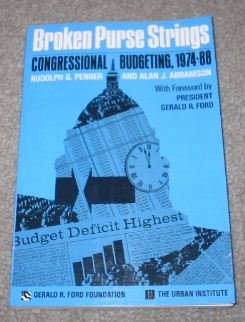 Broken Purse Strings
CONGRESSIONAL BUDGETING, 1974-88
RUDOLPH G. PENNER AND ALAN J. ABRAMSON
With Foreword by
PRESIDENT
GERALD R. FORD
Budget Deficit Highest
GERALD R. FORD FOUNDATION THE URBAN INSTITUTE